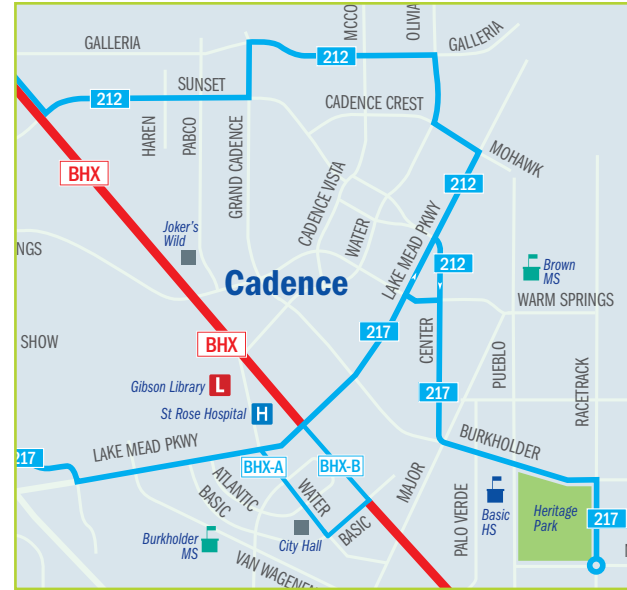 MCCO
OLIVIA
GALLERIA
GALLERIA
212
SUNSET
212
CADENCE CREST
HAREN
PABCO
GRAND CADENCE
MOHAWK
BHX
212
CADENCE VISTA
WATER
LAKE MEAD PKWY
Joker's
Wild
NGS
212
Brown
MS
Cadence
WARM SPRINGS
SHOW
BHX
217
CENTER
PUEBLO
RACETRACK
Gibson Library
L
217
St Rose Hospital
H
BURKHOLDER
LAKE MEAD PKWY
217
BHX-A
BHX-B
MAJOR
ATLANTIC
BASIC
WATER
BASIC
PALO VERDE
Basic
HS
Heritage
Park
217
Burkholder
MS
City Hall
VAN WAGENEN